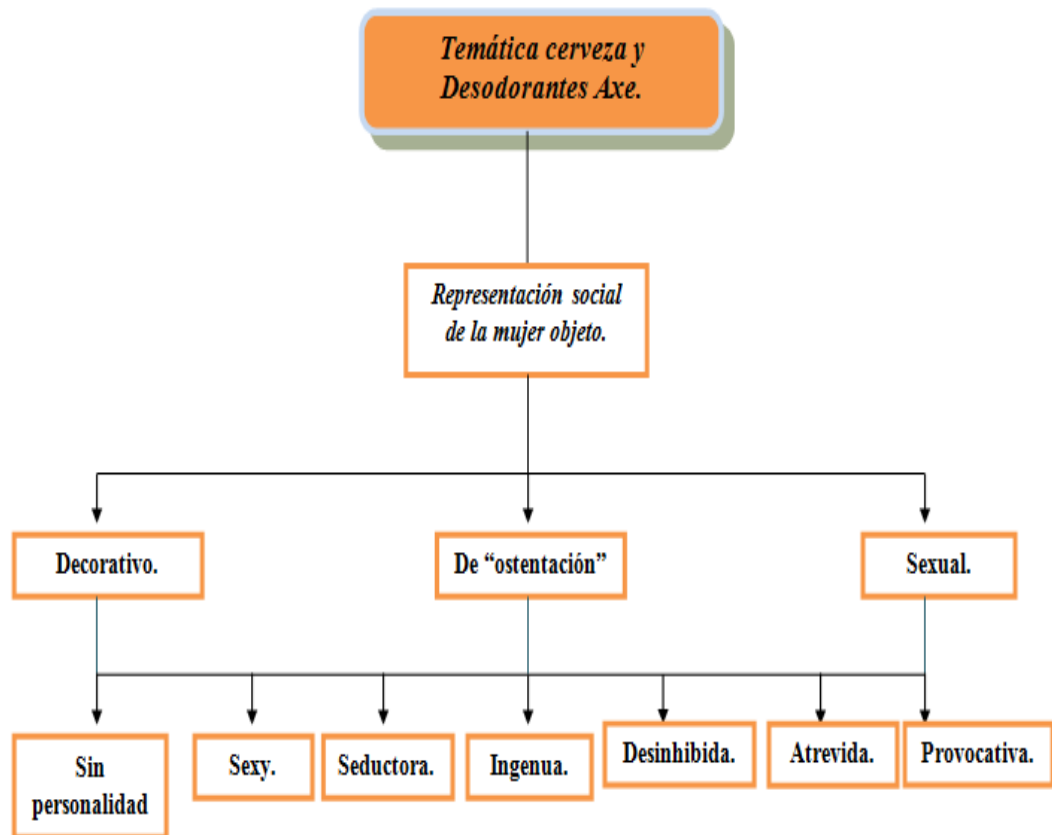 Temática cerveza y
Desodorantes Axe.
Representación social
de la mujer objeto.
Decorativo.
De “ostentación”
Sexual.
Sin
personalidad
Sexy.
Seductora.
Ingenua.
Desinhibida.
Atrevida.
Provocativa.